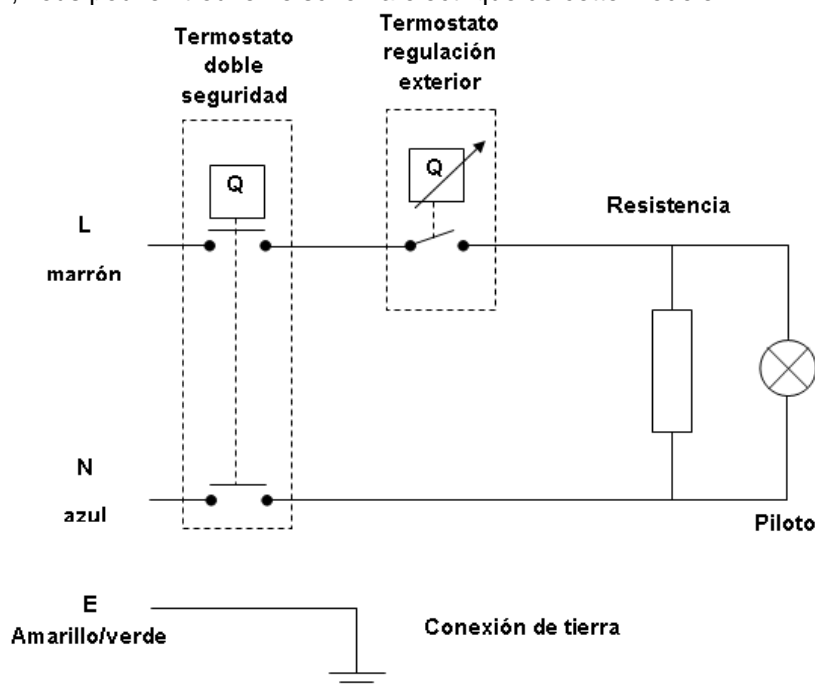 Termostato
doble
seguridad
Termostato
regulación
exterior
Q
Q
L
marrón
Resistencia
N
azul
Piloto
E
Amarillo/verde
Conexión de tierra